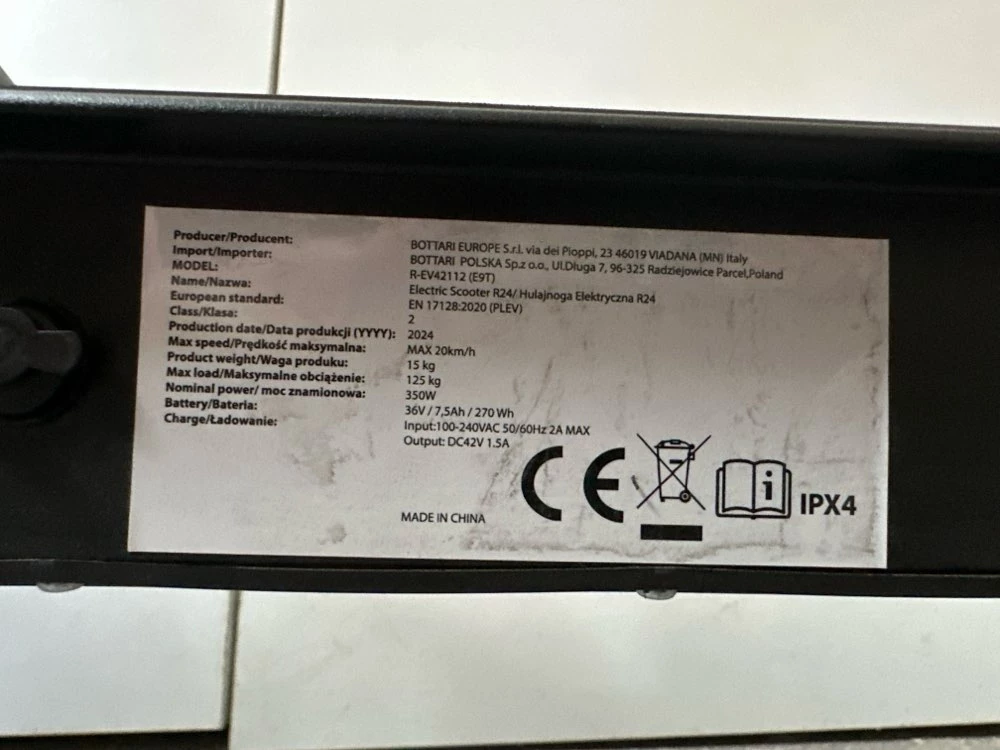 Producer/Producent: BOTTARI EUROPE S.r.l. via dei Pioppi, 23 46019 VIADANA (MN) Italy
Import/Importer: BOTTARI POLSKA Sp.z o.o., Ul.Długa 7, 96-325 Radziejowice Parcel,Poland
MODEL: R-EV42112 (E9T)
Name/Nazwa: Electric Scooter R24/ Hulajnoga Elektryczna R24
European standard: EN 17128:2020 (PLEV)
Class/Klasa: 2
Production date/Data produkcji (YYYY): 2024
Max speed/Prędkość maksymalna: MAX 20km/h
Product weight/Waga produku: 15 kg
Max load/Maksymalne obciążenie: 125 kg
Nominal power/ moc znamionowa: 350W
Battery/Bateria: 36V / 7,5Ah / 270 Wh
Charge/Ładowanie: Input:100-240VAC 50/60Hz 2A MAX
Output: DC42V 1.5A
CE
i
IPX4
MADE IN CHINA